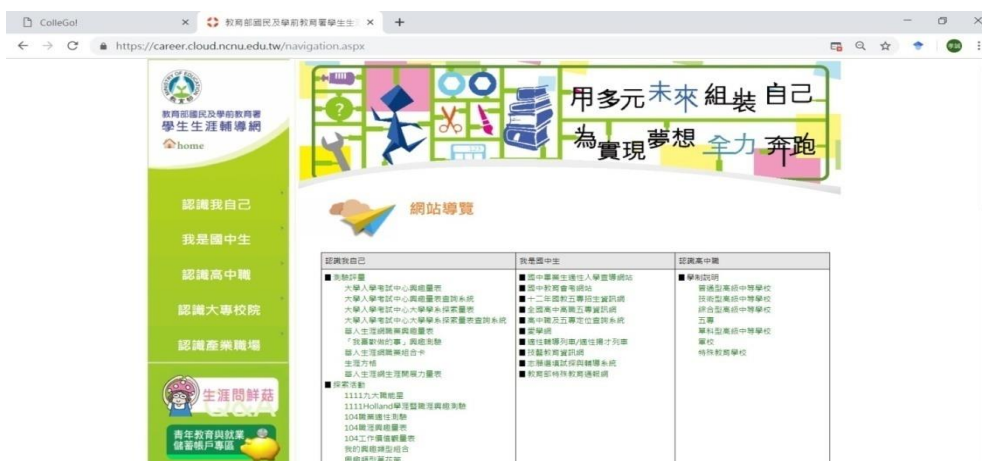 ColleGo!
教育部國民及學前教育署學生生
https://career.cloud.ncnu.edu.tw/navigation.aspx
教育部國民及學前教育署
學生生涯輔導網
home
用多元未來組裝自己
為實現夢想全力奔跑
認識我自己
我是國中生
認識高中職
認識大專校院
認識產業職場
生涯問鮮菇
Q&A
青年教育與就業
儲蓄帳戶專區
網站導覽
認識我自己
■ 測驗評量
大學入學考試中心興趣量表
大學入學考試中心興趣量表查詢系統
大學入學考試中心大學學系探索量表
大學入學考試中心大學學系探索量表查詢系統
華人生涯網職業興趣量表
「我喜歡做的事」興趣測驗
華人生涯網職業組合卡
生涯方格
華人生涯網生涯開展力量表
■ 探索活動
1111九大職能星
1111Holland學涯暨職涯興趣測驗
104職業適性測驗
104職涯興趣量表
104工作價值觀量表
我的興趣類型組合
我是國中生
■ 國中畢業生適性入學宣導網站
■ 國中教育會考網站
■ 十二年國教五專招生資訊網
■ 全國高中高職五專資訊網
■ 高中職及五專定位查詢系統
■ 愛學網
■ 適性輔導列車/適性揚才列車
■ 技藝教育資訊網
■ 志願選填試探與輔導系統
■ 教育部特殊教育通報網
認識高中職
■ 學制說明
普通型高級中等學校
技術型高級中等學校
綜合型高級中等學校
五專
單科型高級中等學校
軍校
特殊教育學校